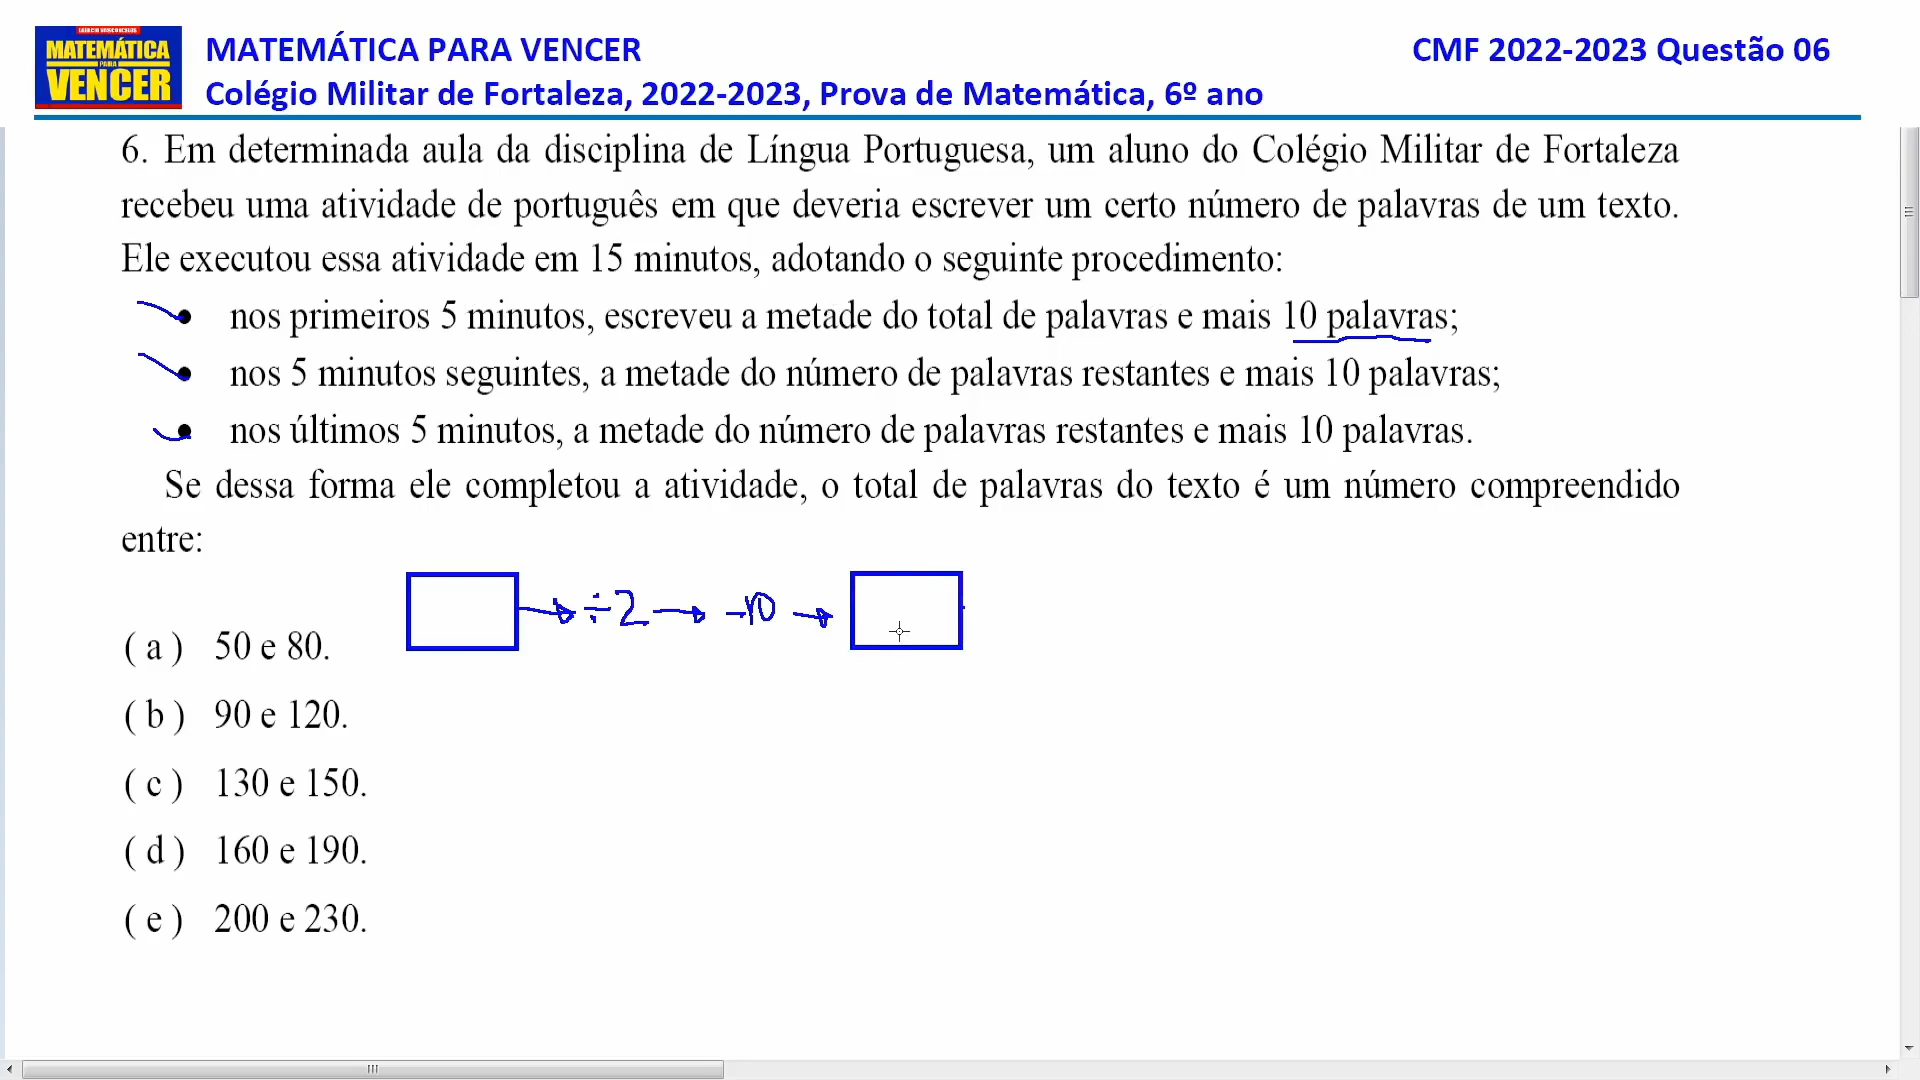 MATEMÁTICA
PARA
VENCER
MATEMÁTICA PARA VENCER
CMF 2022-2023 Questão 06
Colégio Militar de Fortaleza, 2022-2023, Prova de Matemática, 6º ano
6. Em determinada aula da disciplina de Língua Portuguesa, um aluno do Colégio Militar de Fortaleza
recebeu uma atividade de português em que deveria escrever um certo número de palavras de um texto.
Ele executou essa atividade em 15 minutos, adotando o seguinte procedimento:
• nos primeiros 5 minutos, escreveu a metade do total de palavras e mais 10 palavras;
• nos 5 minutos seguintes, a metade do número de palavras restantes e mais 10 palavras;
• nos últimos 5 minutos, a metade do número de palavras restantes e mais 10 palavras.
Se dessa forma ele completou a atividade, o total de palavras do texto é um número compreendido
entre:
→ ÷2 → -10 →
( a ) 50 e 80.
( b ) 90 e 120.
( c ) 130 e 150.
( d ) 160 e 190.
( e ) 200 e 230.